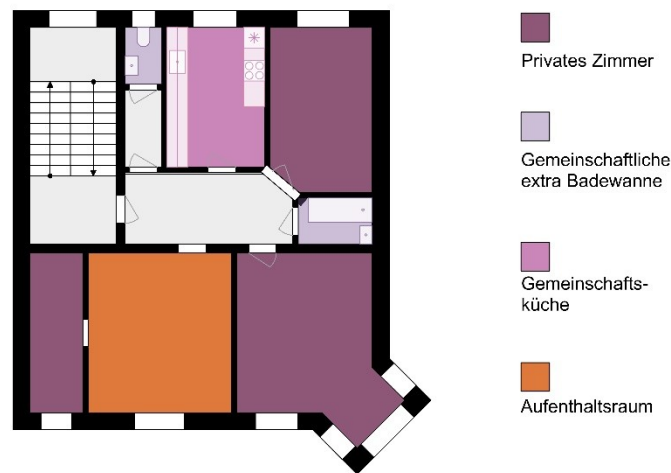 Privates Zimmer
Gemeinschaftliche
extra Badewanne
Gemeinschafts-
küche
Aufenthaltsraum